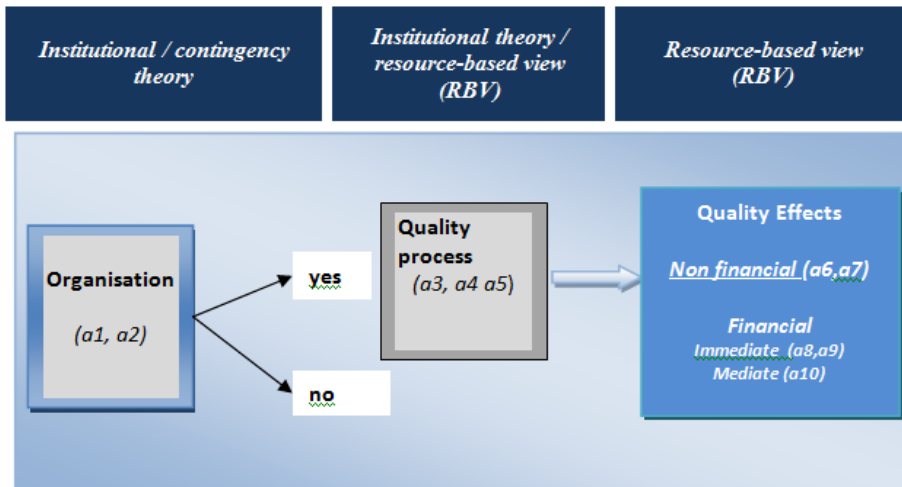 Institutional / contingency
theory
Institutional theory /
resource-based view
(RBV)
Resource-based view
(RBV)
Organisation
(a1, a2)
yes
no
Quality
process
(a3, a4 a5)
Quality Effects
Non financial (a6,a7)
Financial
Immediate (a8,a9)
Mediate (a10)